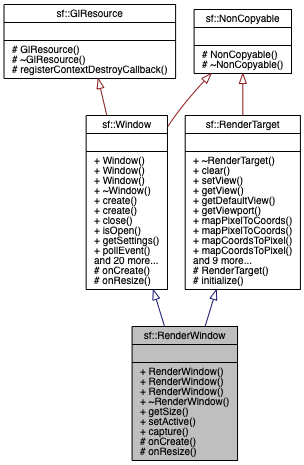 sf::GlResource
# GlResource()
# ~GlResource()
# registerContextDestroyCallback()
sf::NonCopyable
# NonCopyable()
# ~NonCopyable()
sf::Window
+ Window()
+ Window()
+ Window()
+ ~Window()
+ create()
+ create()
+ close()
+ isOpen()
+ getSettings()
+ pollEvent()
and 20 more...
# onCreate()
# onResize()
sf::RenderTarget
+ ~RenderTarget()
+ clear()
+ setView()
+ getView()
+ getDefaultView()
+ getViewport()
+ mapPixelToCoords()
+ mapPixelToCoords()
+ mapCoordsToPixel()
+ mapCoordsToPixel()
and 9 more...
# RenderTarget()
# initialize()
sf::RenderWindow
+ RenderWindow()
+ RenderWindow()
+ RenderWindow()
+ ~RenderWindow()
+ getSize()
+ setActive()
+ capture()
# onCreate()
# onResize()